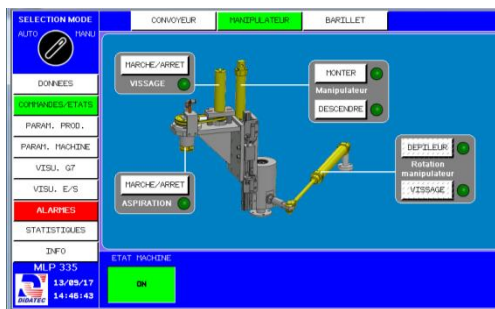 SELECTION MODE
AUTO MANU
DONNEES
COMMANDES/ETATS
PARAM. PROD.
PARAM. MACHINE
VISU. G7
VISU. E/S
ALARMES
STATISTIQUES
INFO
MLP 335
DIDATEC
13/09/17
14:46:43
CONVOYEUR MANIPULATEUR BARILLET
MARCHE/ARRET
VISSAGE
MONTER
Manipulateur
DESCENDRE
DEPILEUR
Rotation
manipulateur
VISSAGE
MARCHE/ARRET
ASPIRATION
ETAT MACHINE
ON